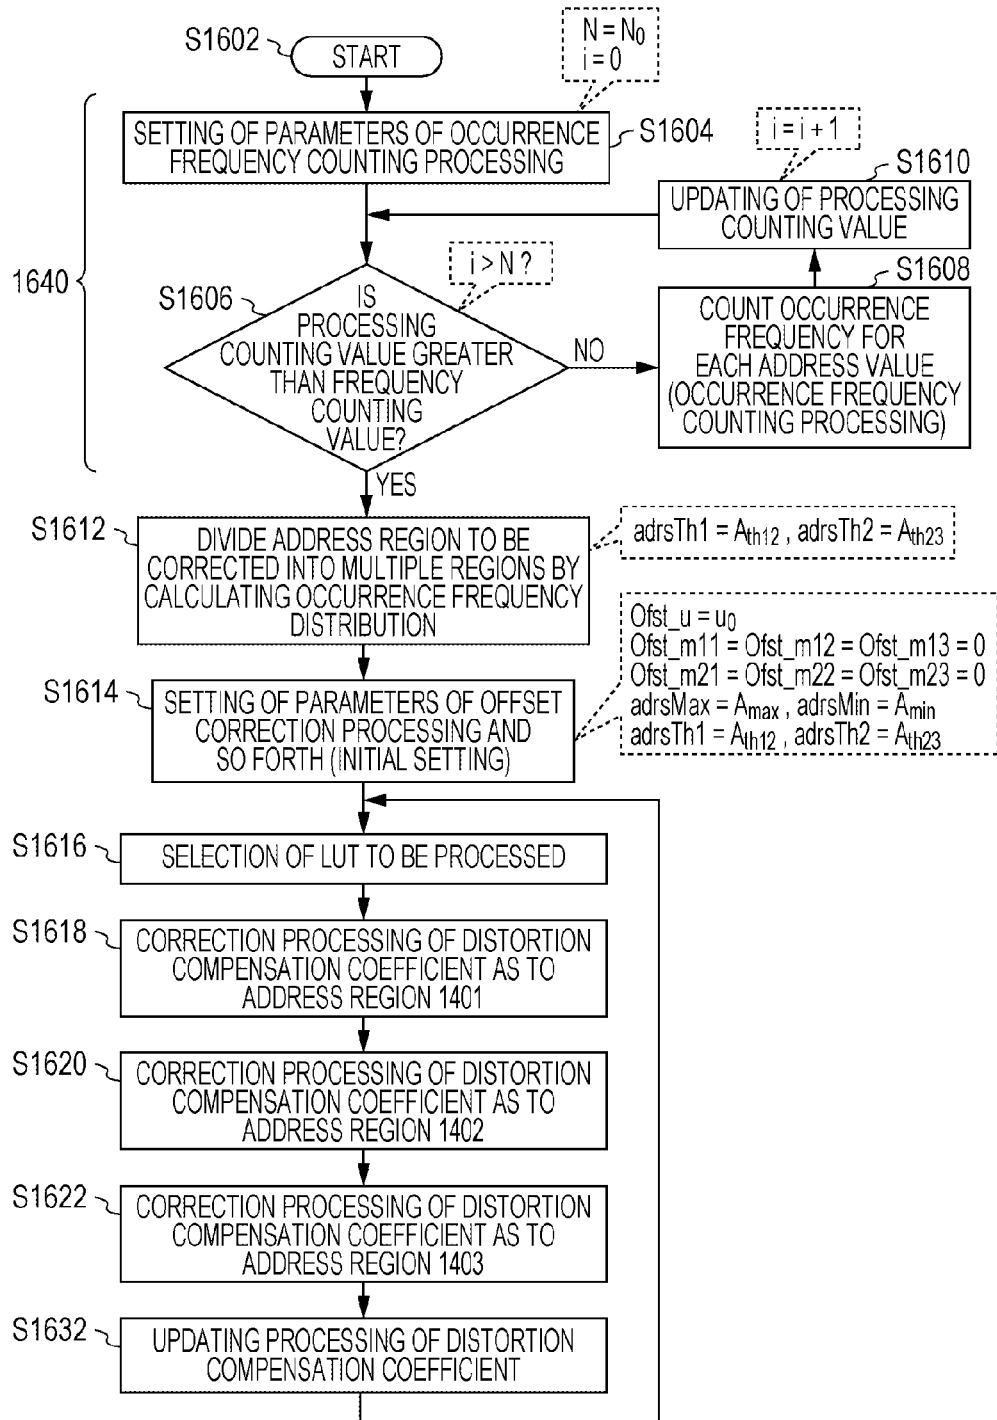 S1602
START
N = N0
i = 0
1640
SETTING OF PARAMETERS OF OCCURRENCE
FREQUENCY COUNTING PROCESSING
S1604
i = i + 1
S1610
UPDATING OF PROCESSING
COUNTING VALUE
S1606
i > N ?
IS
PROCESSING
COUNTING VALUE GREATER
THAN FREQUENCY
COUNTING
VALUE?
NO
S1608
COUNT OCCURRENCE
FREQUENCY FOR
EACH ADDRESS VALUE
(OCCURRENCE FREQUENCY
COUNTING PROCESSING)
YES
S1612
DIVIDE ADDRESS REGION TO BE
CORRECTED INTO MULTIPLE REGIONS BY
CALCULATING OCCURRENCE FREQUENCY
DISTRIBUTION
adrsTh1 = Ath12 , adrsTh2 = Ath23
S1614
SETTING OF PARAMETERS OF OFFSET
CORRECTION PROCESSING AND
SO FORTH (INITIAL SETTING)
Ofst_u = u0
Ofst_m11 = Ofst_m12 = Ofst_m13 = 0
Ofst_m21 = Ofst_m22 = Ofst_m23 = 0
adrsMax = Amax , adrsMin = Amin
adrsTh1 = Ath12 , adrsTh2 = Ath23
S1616
SELECTION OF LUT TO BE PROCESSED
S1618
CORRECTION PROCESSING OF DISTORTION
COMPENSATION COEFFICIENT AS TO
ADDRESS REGION 1401
S1620
CORRECTION PROCESSING OF DISTORTION
COMPENSATION COEFFICIENT AS TO
ADDRESS REGION 1402
S1622
CORRECTION PROCESSING OF DISTORTION
COMPENSATION COEFFICIENT AS TO
ADDRESS REGION 1403
S1632
UPDATING PROCESSING OF DISTORTION
COMPENSATION COEFFICIENT